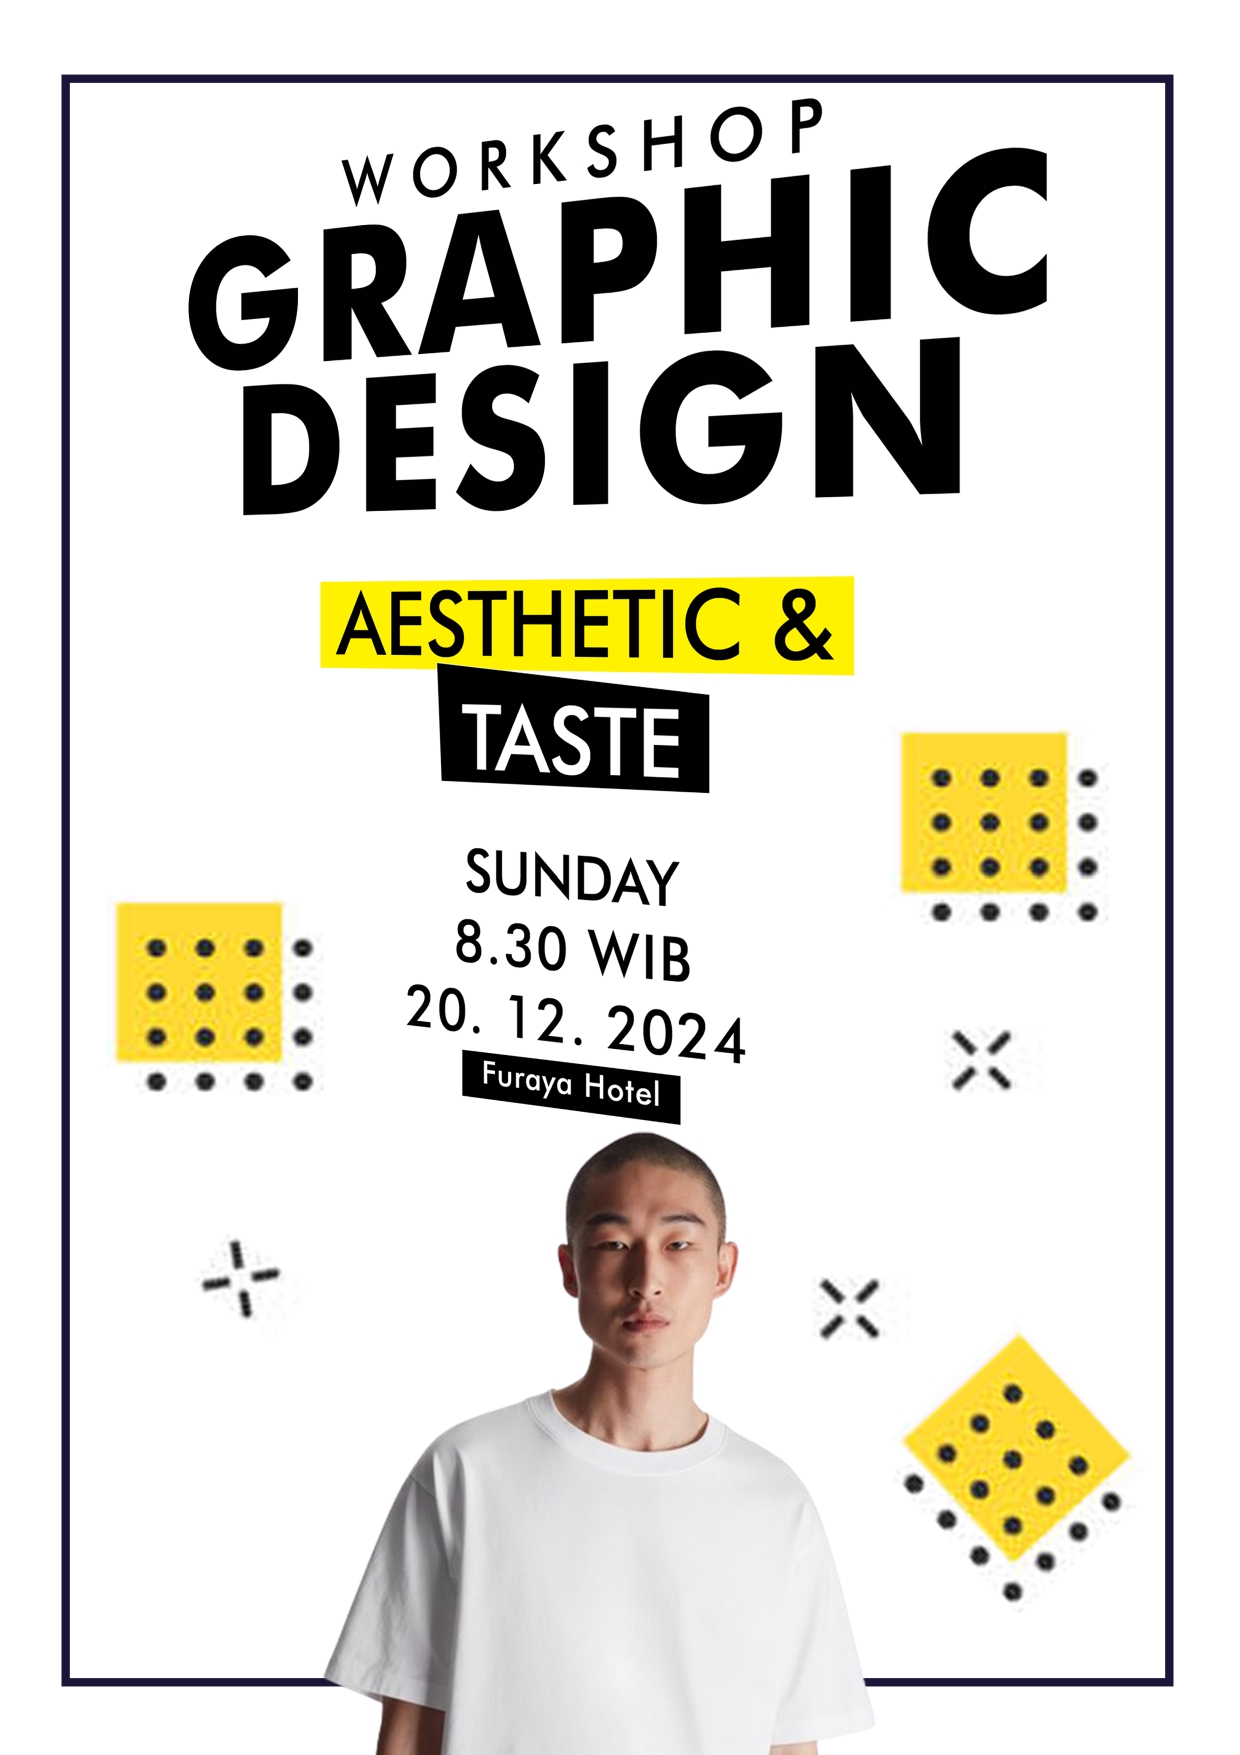 WORKSHOP
GRAPHIC
DESIGN
AESTHETIC &
TASTE
SUNDAY
8.30 WIB
20. 12. 2024
Furaya Hotel